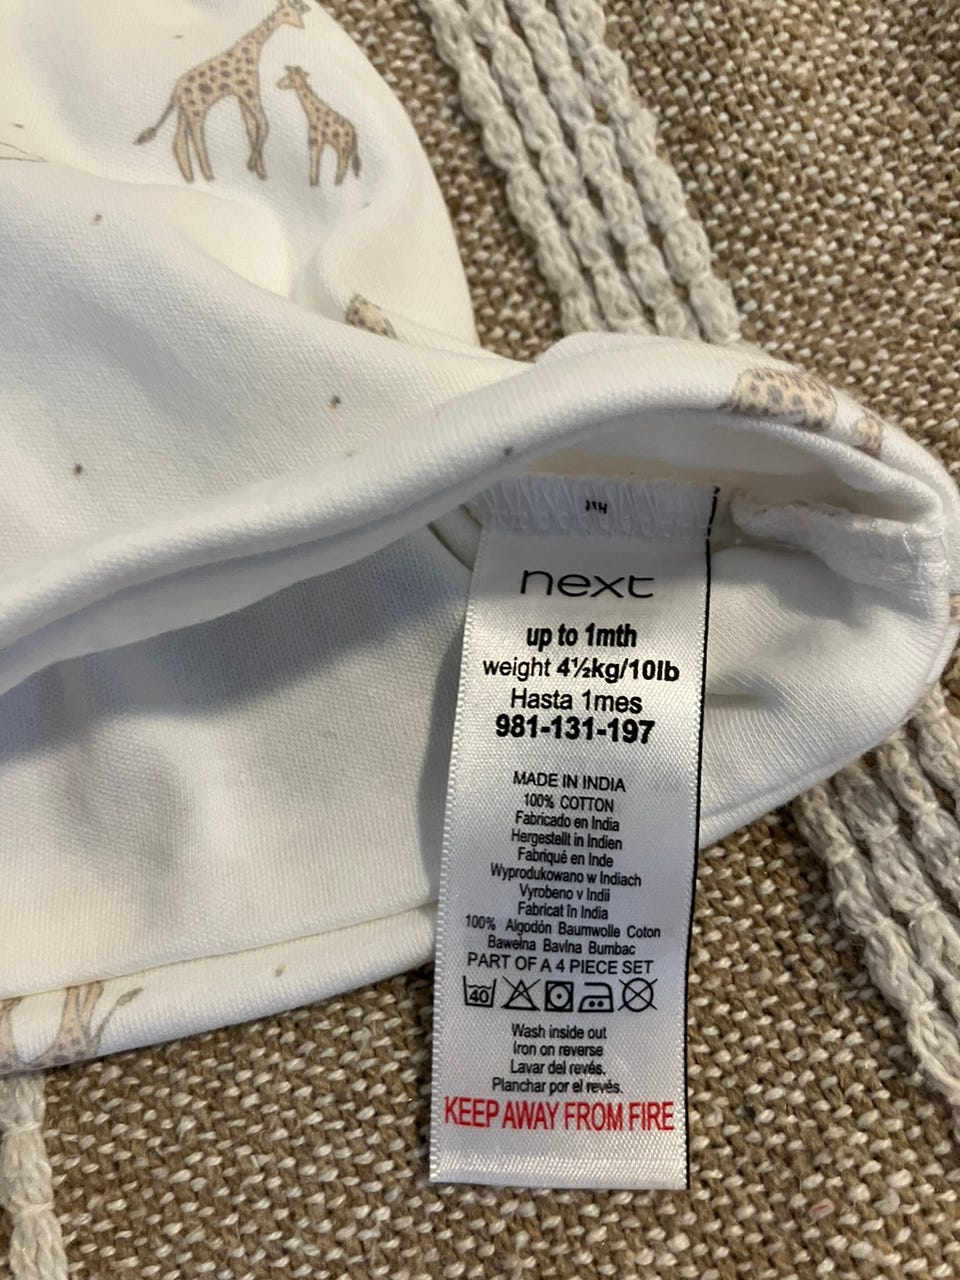 next
up to 1mth
weight 4½kg/10lb
Hasta 1mes
981-131-197
MADE IN INDIA
100% COTTON
Fabricado en India
Hergestellt in Indien
Fabriqué en Inde
Wyprodukowano w Indiach
Vyrobeno v Indii
Fabricat în India
100% Algodón Baumwolle Coton
Bawełna Bavlna Bumbac
PART OF A 4 PIECE SET
40
Wash inside out
Iron on reverse
Lavar del revés.
Planchar por el revés.
KEEP AWAY FROM FIRE